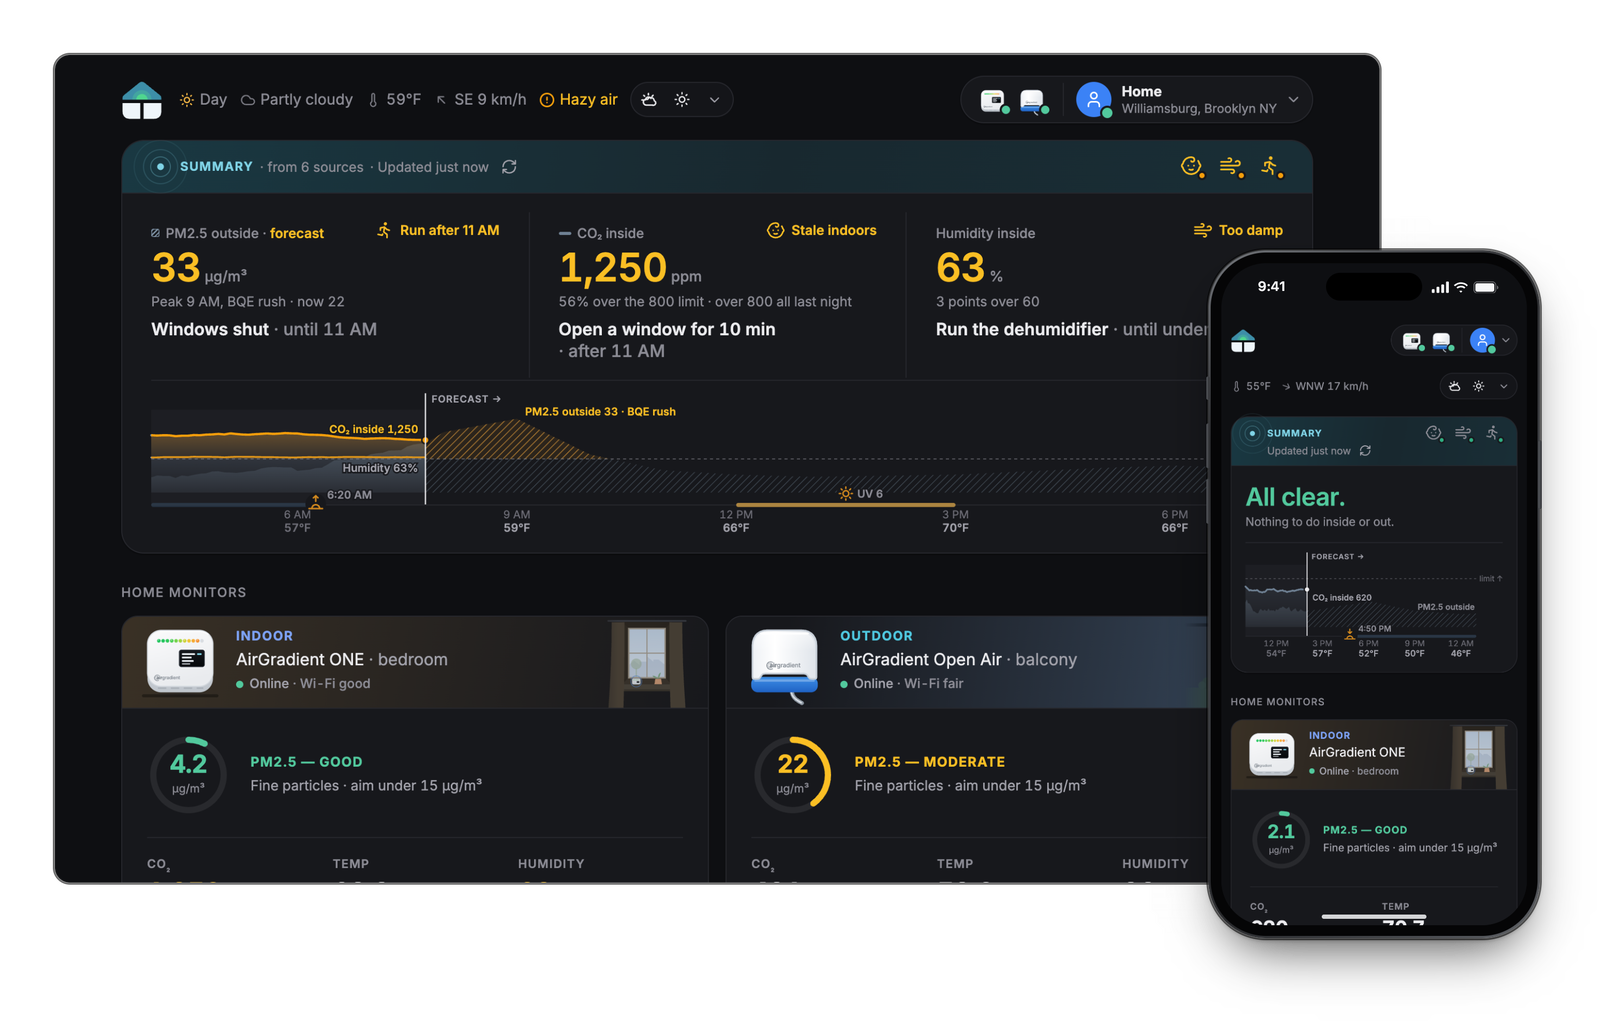 Day Partly cloudy 59°F SE 9 km/h Hazy air
Home
Williamsburg, Brooklyn NY
SUMMARY · from 6 sources · Updated just now
PM2.5 outside · forecast
Run after 11 AM
33 µg/m³
Peak 9 AM, BQE rush · now 22
Windows shut · until 11 AM
CO₂ inside
Stale indoors
1,250 ppm
56% over the 800 limit · over 800 all last night
Open a window for 10 min
· after 11 AM
Humidity inside
Too damp
63 %
3 points over 60
Run the dehumidifier · until under
FORECAST →
PM2.5 outside 33 · BQE rush
CO₂ inside 1,250
Humidity 63%
6:20 AM
UV 6
6 AM 9 AM 12 PM 3 PM 6 PM
57°F 59°F 66°F 70°F 66°F
HOME MONITORS
INDOOR
AirGradient ONE · bedroom
Online · Wi-Fi good
airgradient
4.2
µg/m³
PM2.5 — GOOD
Fine particles · aim under 15 µg/m³
CO₂ TEMP HUMIDITY
OUTDOOR
AirGradient Open Air · balcony
Online · Wi-Fi fair
airgradient
22
µg/m³
PM2.5 — MODERATE
Fine particles · aim under 15 µg/m³
CO₂ TEMP HUMIDITY
9:41
55°F WNW 17 km/h
SUMMARY
Updated just now
All clear.
Nothing to do inside or out.
FORECAST →
limit ↑
CO₂ inside 620
PM2.5 outside
4:50 PM
12 PM 3 PM 6 PM 9 PM 12 AM
54°F 57°F 52°F 50°F 46°F
HOME MONITORS
INDOOR
AirGradient ONE
Online · bedroom
2.1
µg/m³
PM2.5 — GOOD
Fine particles · aim under 15 µg/m³
CO₂ TEMP